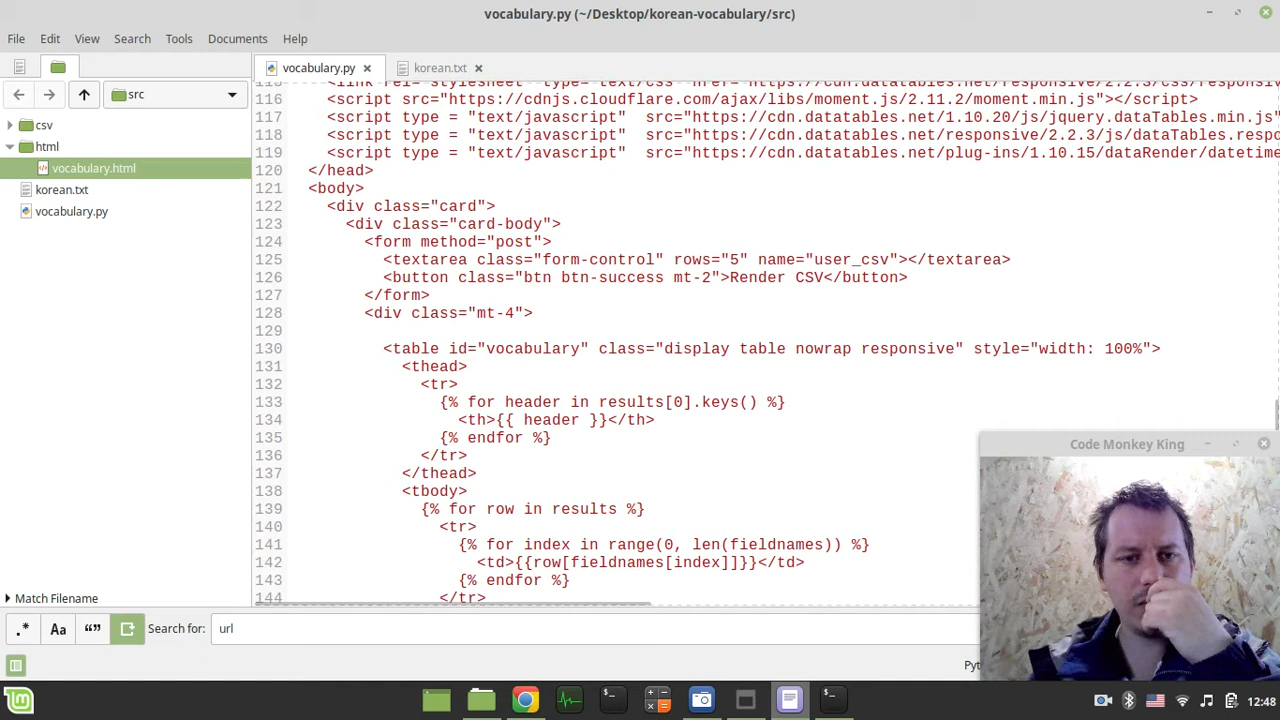 vocabulary.py (~/Desktop/korean-vocabulary/src)
File Edit View Search Tools Documents Help
vocabulary.py
korean.txt
src
csv
html
vocabulary.html
korean.txt
vocabulary.py
116 <script src="https://cdnjs.cloudflare.com/ajax/libs/moment.js/2.11.2/moment.min.js"></script>
117 <script type = "text/javascript" src="https://cdn.datatables.net/1.10.20/js/jquery.dataTables.min.js"
118 <script type = "text/javascript" src="https://cdn.datatables.net/responsive/2.2.3/js/dataTables.respo
119 <script type = "text/javascript" src="https://cdn.datatables.net/plug-ins/1.10.15/dataRender/datetime
120 </head>
121 <body>
122 <div class="card">
123 <div class="card-body">
124 <form method="post">
125 <textarea class="form-control" rows="5" name="user_csv"></textarea>
126 <button class="btn btn-success mt-2">Render CSV</button>
127 </form>
128 <div class="mt-4">
129
130 <table id="vocabulary" class="display table nowrap responsive" style="width: 100%">
131 <thead>
132 <tr>
133 {% for header in results[0].keys() %}
134 <th>{{ header }}</th>
135 {% endfor %}
136 </tr>
137 </thead>
138 <tbody>
139 {% for row in results %}
140 <tr>
141 {% for index in range(0, len(fieldnames)) %}
142 <td>{{row[fieldnames[index]]}}</td>
143 {% endfor %}
144 </tr>
Code Monkey King
Match Filename
.* Aa “” Search for: url
Pyt
12:48